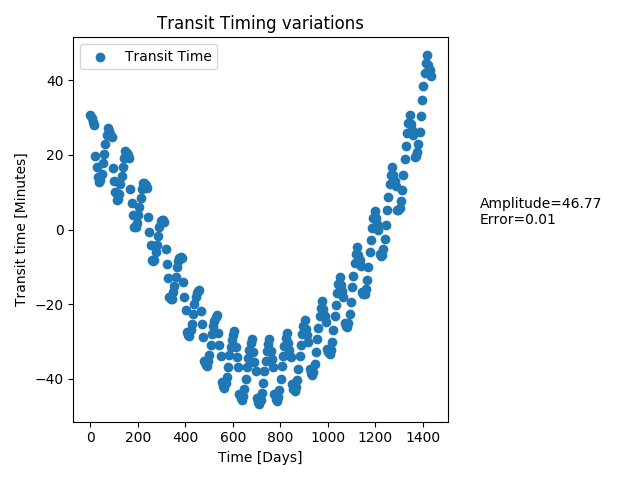 Transit Timing variations
Transit Time
Transit time [Minutes]
40
20
0
−20
−40
0 200 400 600 800 1000 1200 1400
Time [Days]
Amplitude=46.77
Error=0.01